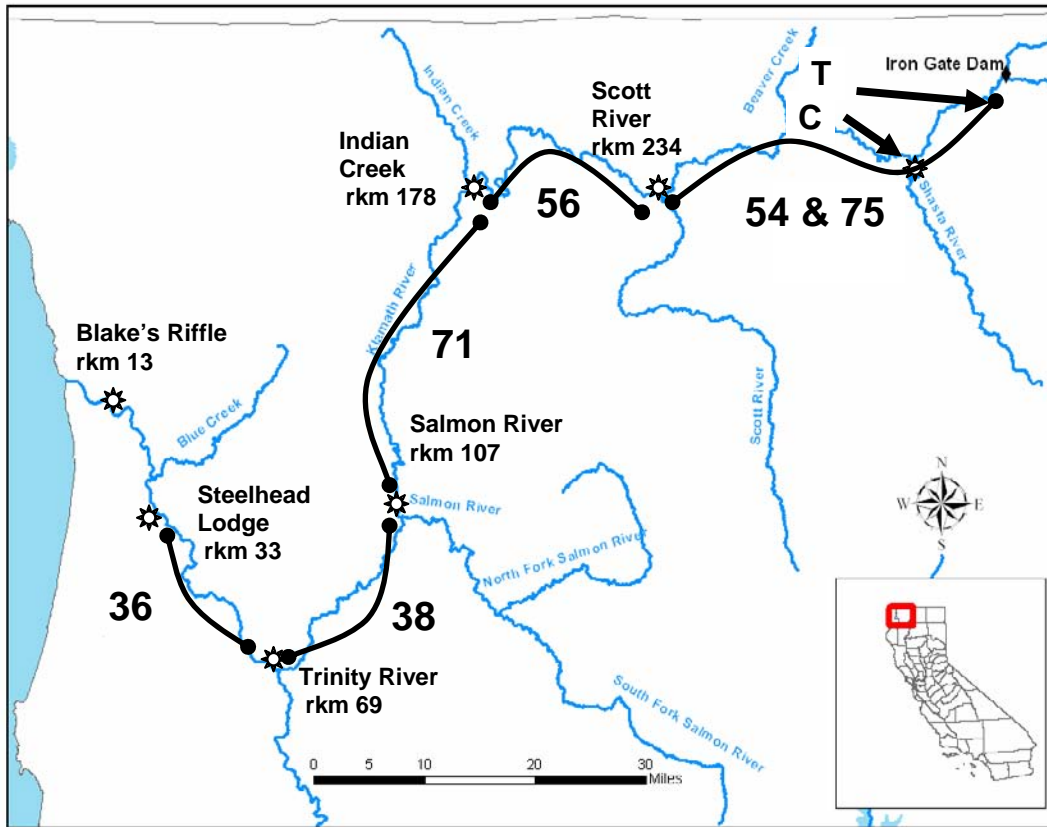 Iron Gate Dam
T
C
Beaver Creek
Indian Creek
Scott
River
rkm 234
Indian
Creek
rkm 178
56
54 & 75
Shasta River
Klamath River
71
Scott River
Blake's Riffle
rkm 13
Blue Creek
Salmon River
rkm 107
Salmon River
Steelhead
Lodge
rkm 33
North Fork Salmon River
36
38
Trinity River
rkm 69
South Fork Salmon River
N
W
E
S
0 5 10 20 30
Miles